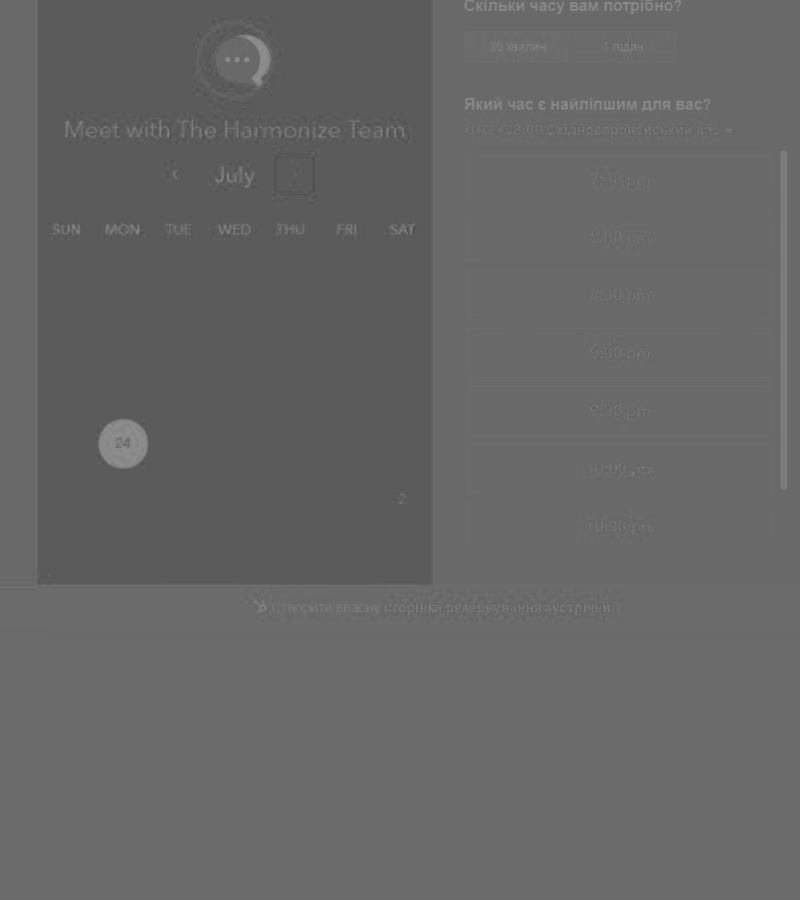 Meet with The Harmonize Team
July
SUN MON TUE WED THU FRI SAT
24
2
Скільки часу вам потрібно?
30 хвилин 1 годин
Який час є найліпшим для вас?
UTC +02:00 Східноєвропейський час
7:30 pm
8:00 pm
8:30 pm
9:00 pm
9:30 pm
10:00 pm
10:30 pm
Створити власну сторінка резервування зустрічей